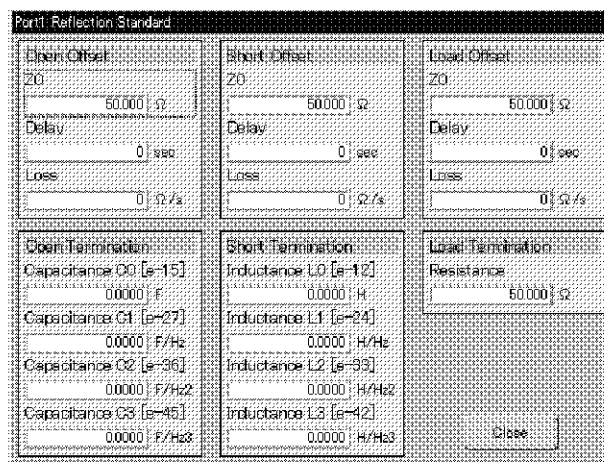 Port1: Reflection Standard
Open Offset
Z0
50.000 Ω
Delay
0 sec
Loss
0 Ω/s
Short Offset
Z0
50.000 Ω
Delay
0 sec
Loss
0 Ω/s
Load Offset
Z0
50.000 Ω
Delay
0 sec
Loss
0 Ω/s
Open Termination
Capacitance C0 [e-15]
0.0000 F
Capacitance C1 [e-27]
0.0000 F/Hz
Capacitance C2 [e-36]
0.0000 F/Hz2
Capacitance C3 [e-45]
0.0000 F/Hz3
Short Termination
Inductance L0 [e-12]
0.0000 H
Inductance L1 [e-24]
0.0000 H/Hz
Inductance L2 [e-33]
0.0000 H/Hz2
Inductance L3 [e-42]
0.0000 H/Hz3
Load Termination
Resistance
50.000 Ω
Close